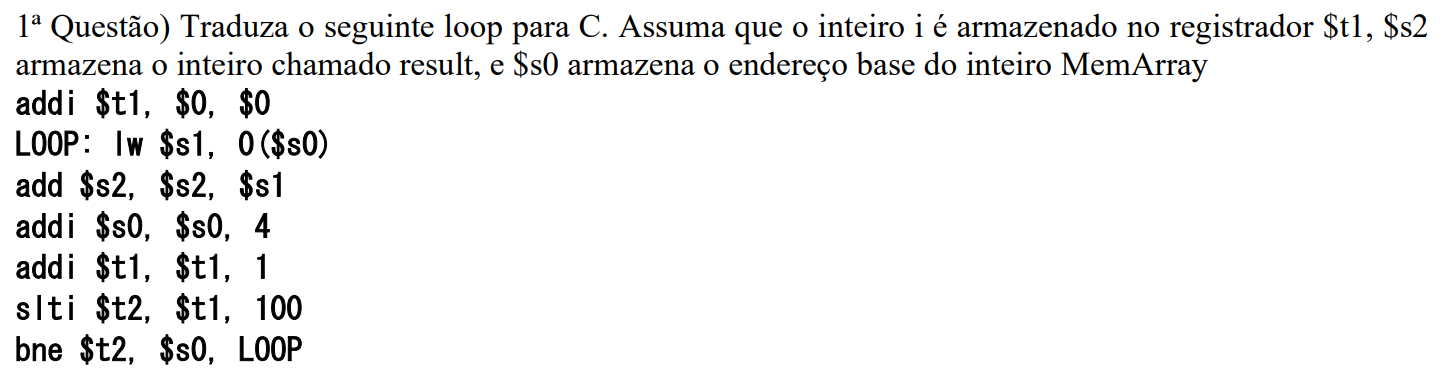 1ª Questão) Traduza o seguinte loop para C. Assuma que o inteiro i é armazenado no registrador $t1, $s2
armazena o inteiro chamado result, e $s0 armazena o endereço base do inteiro MemArray
addi $t1, $0, $0
LOOP: lw $s1, 0($s0)
add $s2, $s2, $s1
addi $s0, $s0, 4
addi $t1, $t1, 1
slti $t2, $t1, 100
bne $t2, $s0, LOOP